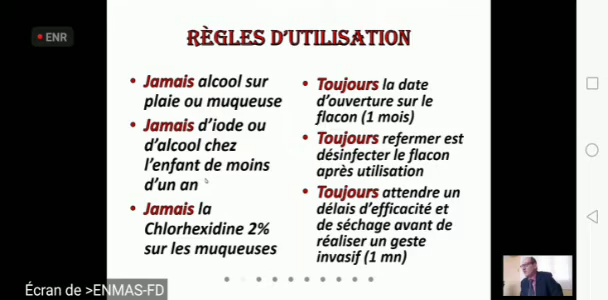 ENR
RÈGLES D'UTILISATION
• Jamais alcool sur
plaie ou muqueuse
• Jamais d'iode ou
d'alcool chez
l'enfant de moins
d'un an
• Jamais la
Chlorhexidine 2%
sur les muqueuses
• Toujours la date
d'ouverture sur le
flacon (1 mois)
• Toujours refermer est
désinfecter le flacon
après utilisation
• Toujours attendre un
délais d'efficacité et
de séchage avant de
réaliser un geste
invasif (1 mn)
Écran de >ENMAS-FD